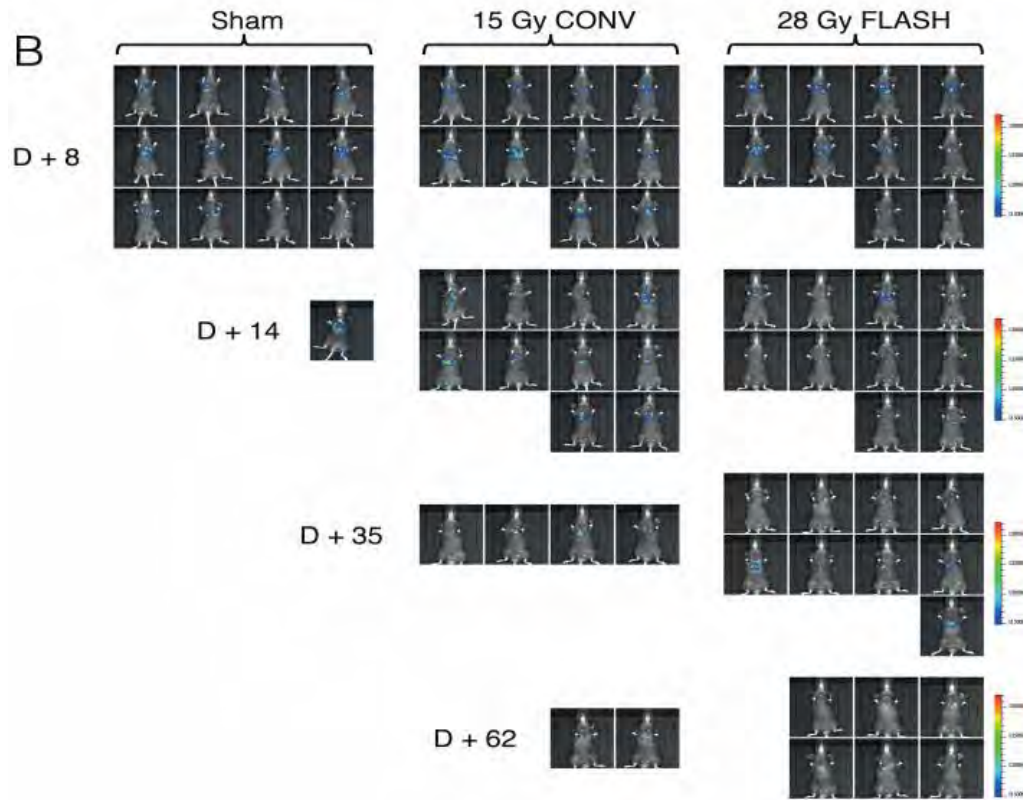 B
Sham
15 Gy CONV
28 Gy FLASH
D + 8
D + 14
D + 35
D + 62